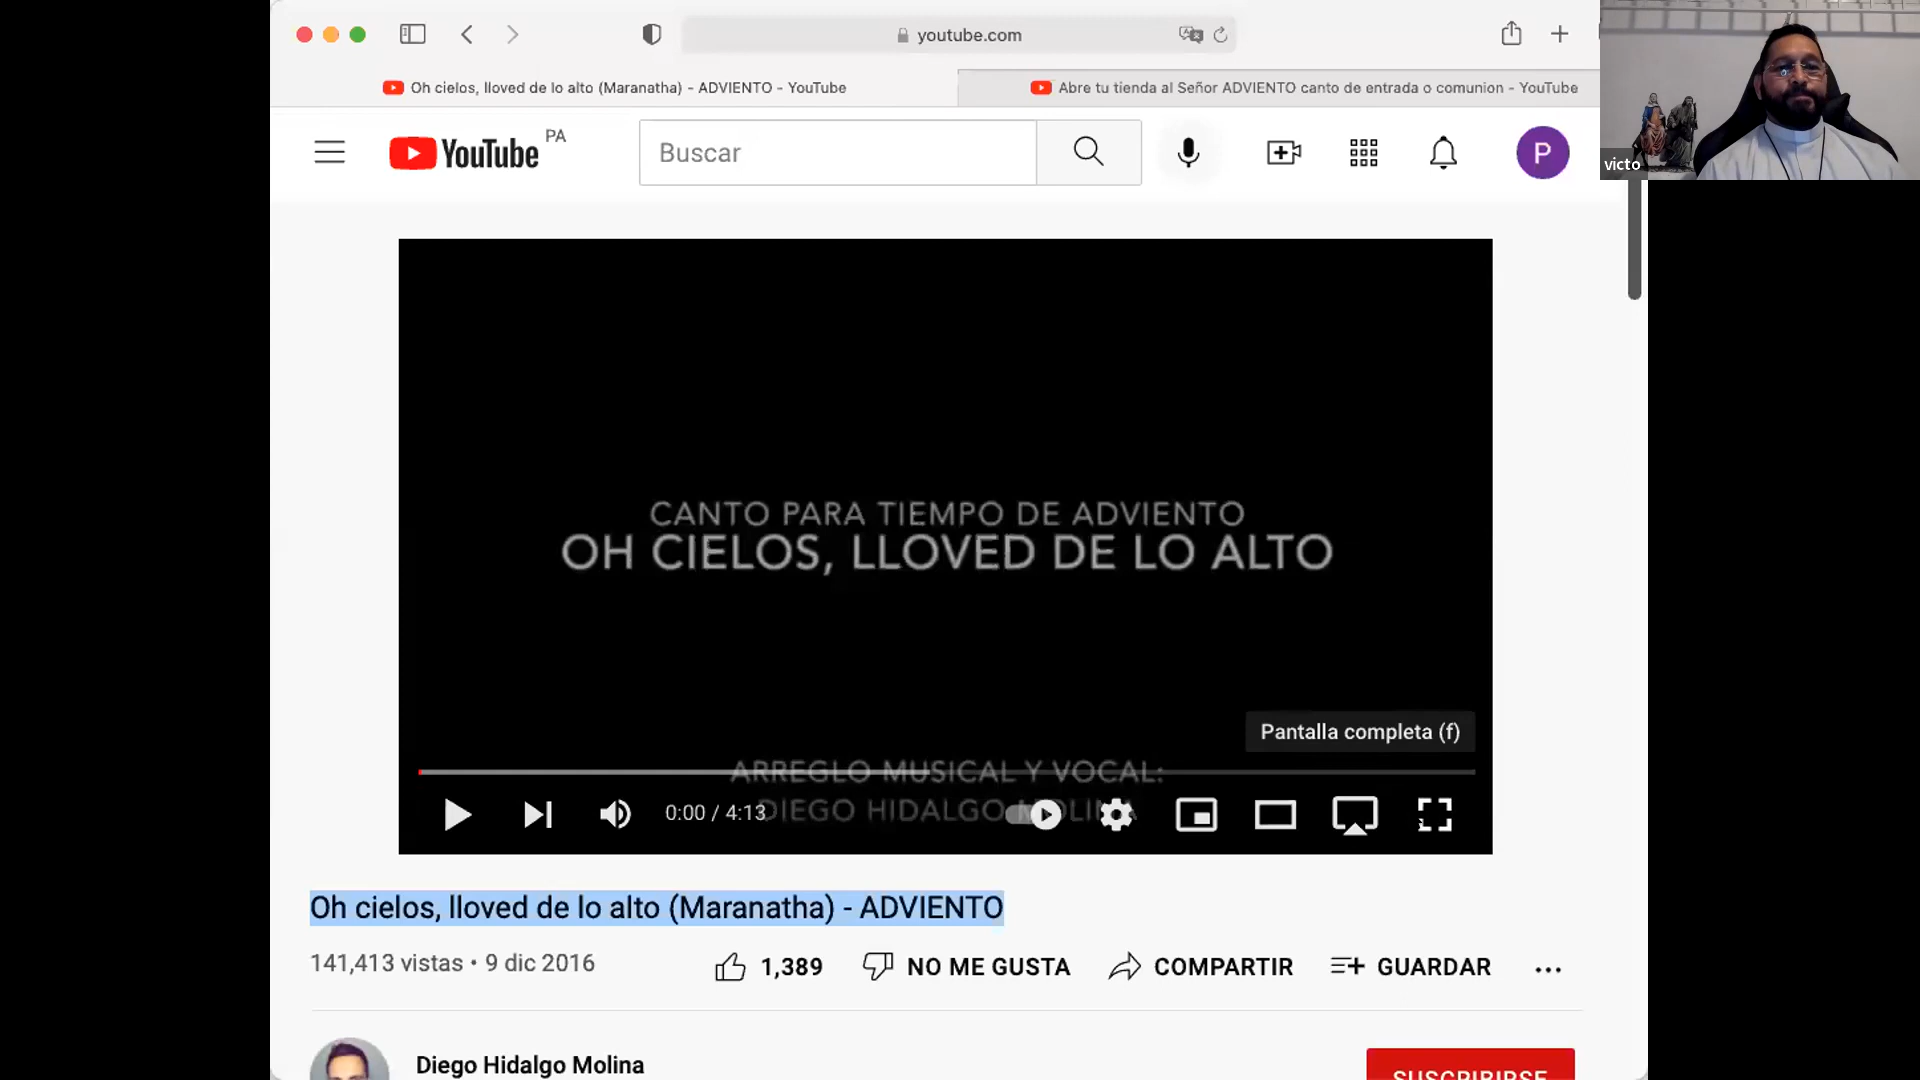 youtube.com
Oh cielos, lloved de lo alto (Maranatha) - ADVIENTO - YouTube
Abre tu tienda al Señor ADVIENTO canto de entrada o comunion - YouTube
YouTube PA
Buscar
P
victo
CANTO PARA TIEMPO DE ADVIENTO
OH CIELOS, LLOVED DE LO ALTO
Pantalla completa (f)
ARREGLO MUSICAL Y VOCAL:
DIEGO HIDALGO MOLINA
0:00 / 4:13
Oh cielos, lloved de lo alto (Maranatha) - ADVIENTO
141,413 vistas • 9 dic 2016
1,389
NO ME GUSTA
COMPARTIR
GUARDAR
Diego Hidalgo Molina
SUSCRIBIRSE